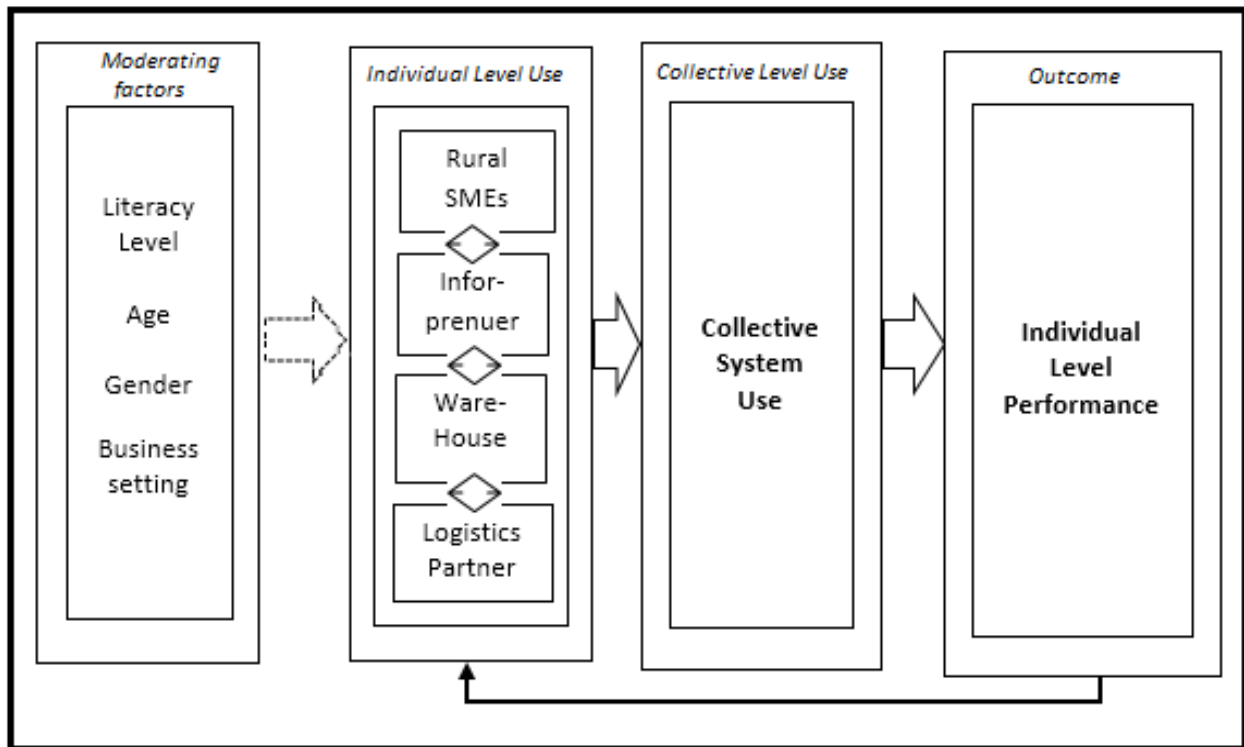 Moderating
factors
Literacy
Level
Age
Gender
Business
setting
Individual Level Use
Rural
SMEs
Infor-
prenuer
Ware-
House
Logistics
Partner
Collective Level Use
Collective
System
Use
Outcome
Individual
Level
Performance